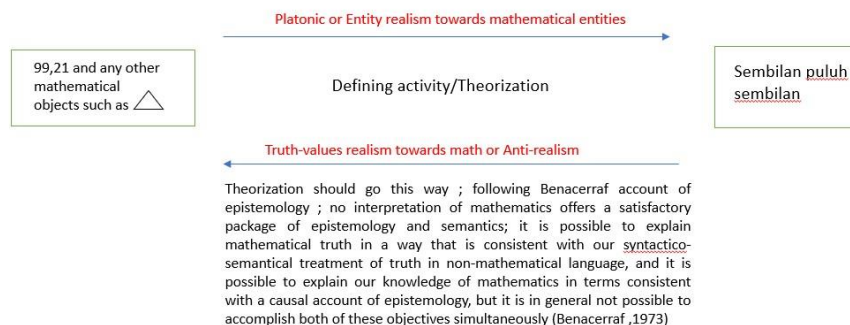 Platonic or Entity realism towards mathematical entities
99,21 and any other
mathematical
objects such as
Defining activity/Theorization
Sembilan puluh
sembilan
Truth-values realism towards math or Anti-realism
Theorization should go this way ; following Benacerraf account of
epistemology ; no interpretation of mathematics offers a satisfactory
package of epistemology and semantics; it is possible to explain
mathematical truth in a way that is consistent with our syntactico-
semantical treatment of truth in non-mathematical language, and it is
possible to explain our knowledge of mathematics in terms consistent
with a causal account of epistemology, but it is in general not possible to
accomplish both of these objectives simultaneously (Benacerraf ,1973)